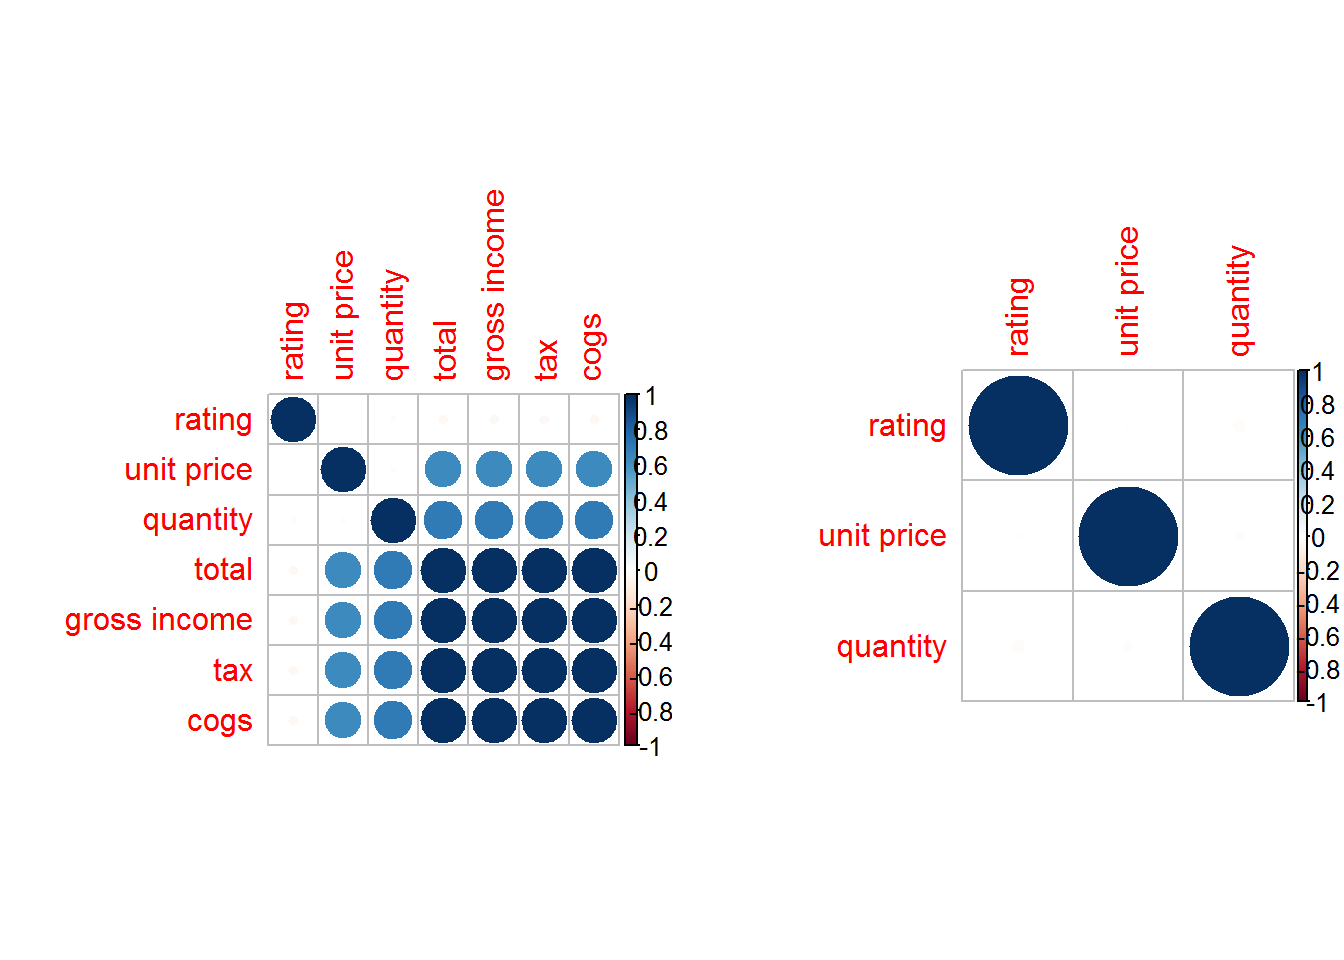 rating
unit price
quantity
total
gross income
tax
cogs
rating
unit price
quantity
total
gross income
tax
cogs
1
0.8
0.6
0.4
0.2
0
-0.2
-0.4
-0.6
-0.8
-1
rating
unit price
quantity
rating
unit price
quantity
1
0.8
0.6
0.4
0.2
0
-0.2
-0.4
-0.6
-0.8
-1